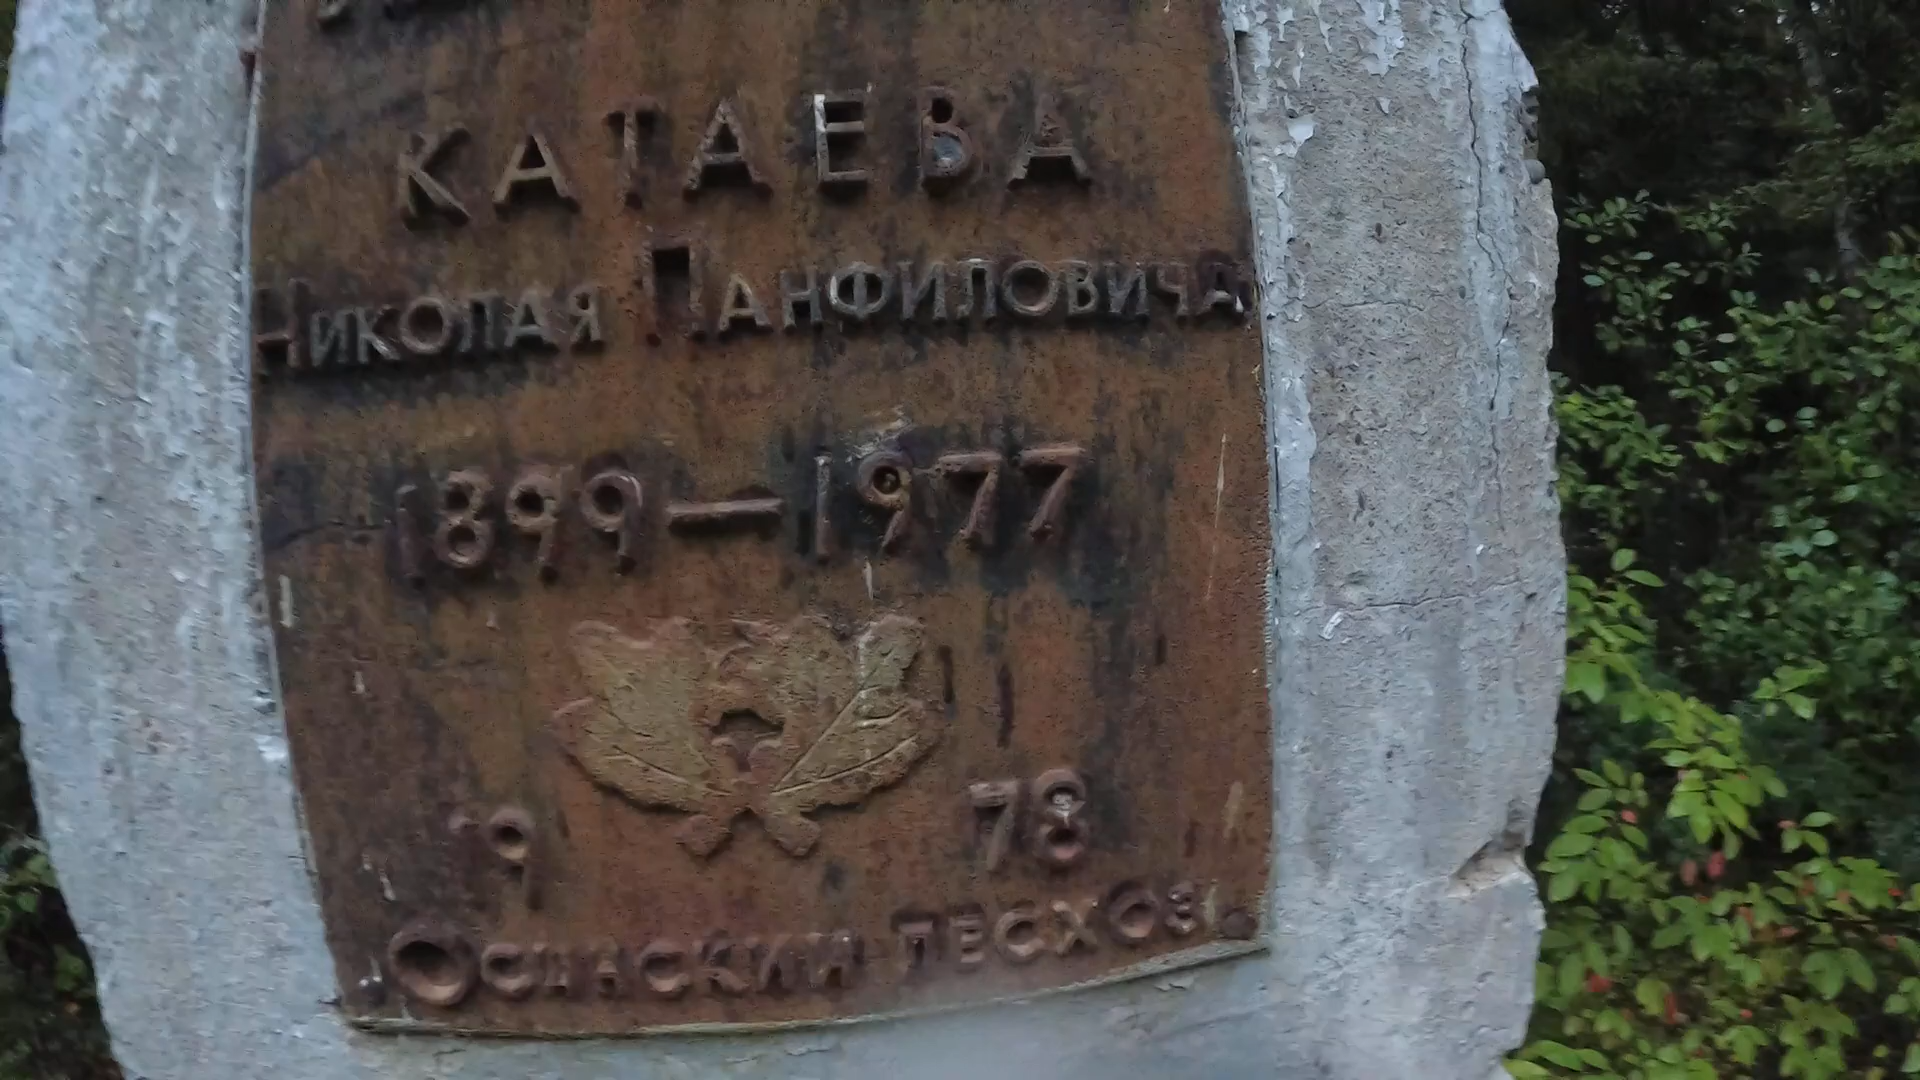 КАТАЕВА
Николая Панфиловича
1899—1977
19 78
Осинский лесхоз.